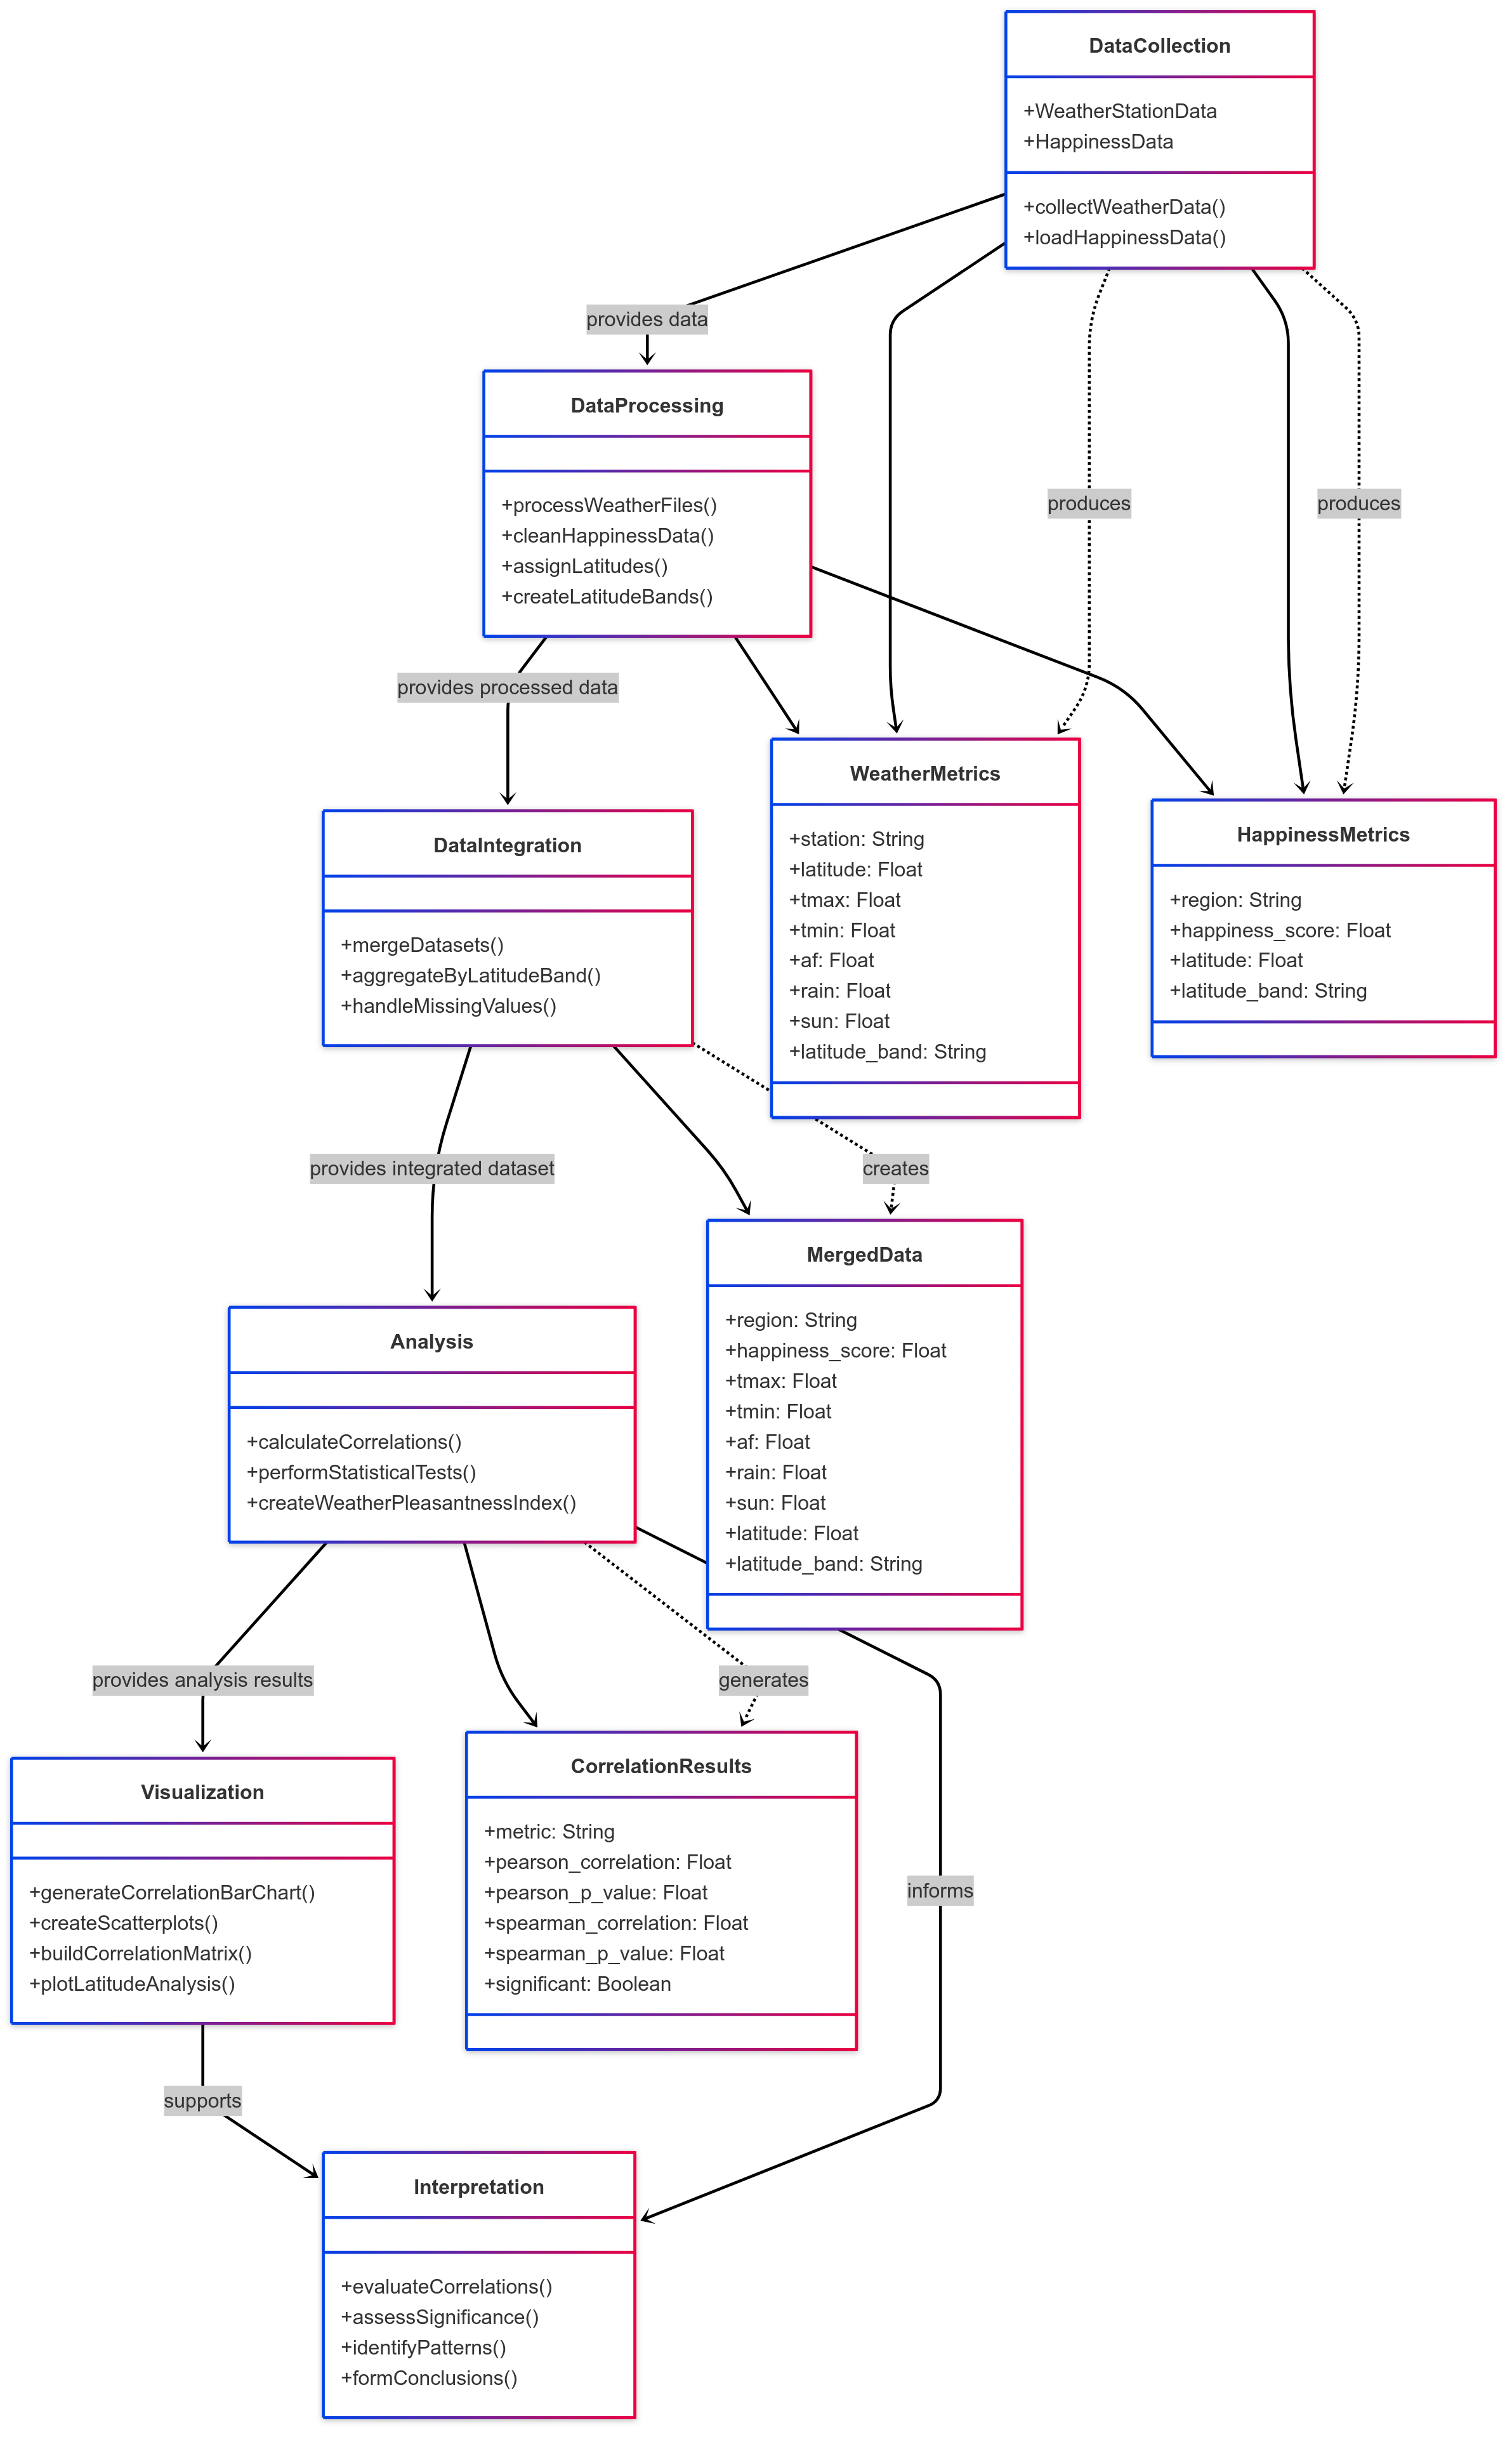 DataCollection
+WeatherStationData
+HappinessData
+collectWeatherData()
+loadHappinessData()
provides data
DataProcessing
+processWeatherFiles()
+cleanHappinessData()
+assignLatitudes()
+createLatitudeBands()
produces
produces
provides processed data
WeatherMetrics
+station: String
+latitude: Float
+tmax: Float
+tmin: Float
+af: Float
+rain: Float
+sun: Float
+latitude_band: String
HappinessMetrics
+region: String
+happiness_score: Float
+latitude: Float
+latitude_band: String
DataIntegration
+mergeDatasets()
+aggregateByLatitudeBand()
+handleMissingValues()
provides integrated dataset
creates
MergedData
+region: String
+happiness_score: Float
+tmax: Float
+tmin: Float
+af: Float
+rain: Float
+sun: Float
+latitude: Float
+latitude_band: String
Analysis
+calculateCorrelations()
+performStatisticalTests()
+createWeatherPleasantnessIndex()
provides analysis results
generates
Visualization
+generateCorrelationBarChart()
+createScatterplots()
+buildCorrelationMatrix()
+plotLatitudeAnalysis()
CorrelationResults
+metric: String
+pearson_correlation: Float
+pearson_p_value: Float
+spearman_correlation: Float
+spearman_p_value: Float
+significant: Boolean
informs
supports
Interpretation
+evaluateCorrelations()
+assessSignificance()
+identifyPatterns()
+formConclusions()